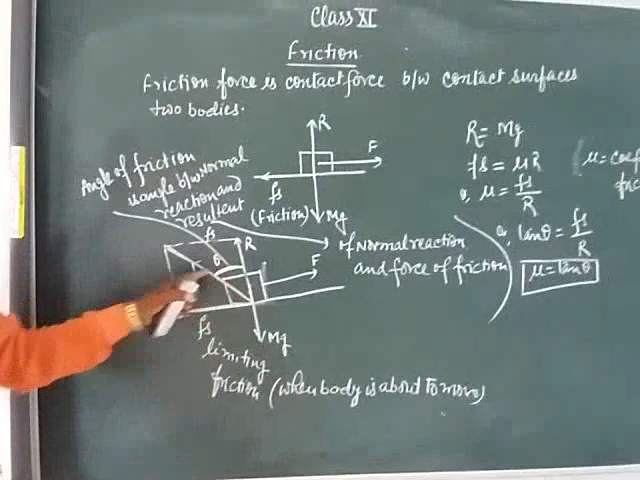 Class XI
Friction
Friction force is contact force b/w contact surfaces
two bodies.
R
F
fs
(Friction)
Mg
R = Mg
fs = μR
a, μ = fs
R
a, tanθ = fs
R
μ = tanθ
μ = coef
fric
Angle of friction
is angle b/w Normal
reaction and
resultent
of Normal reaction
and force of friction
fs
R
θ
F
fs
Mg
limiting
friction (when body is about to move)